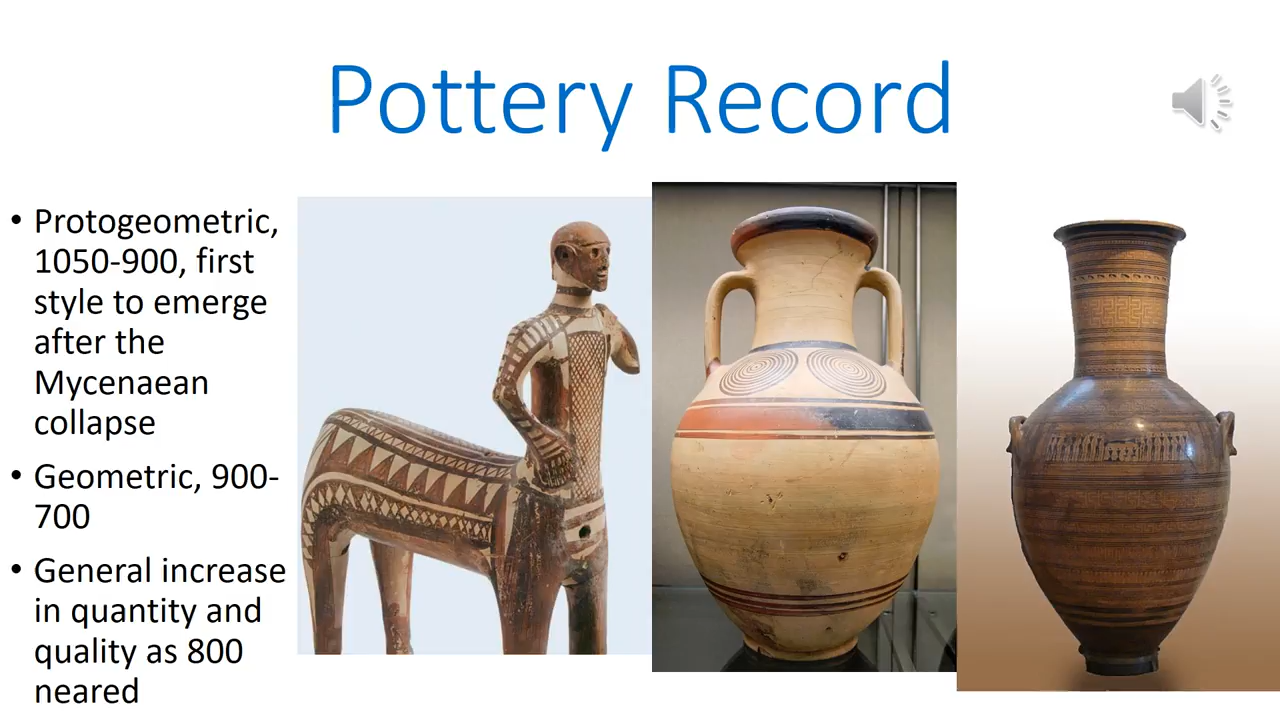 Pottery Record
• Protogeometric,
1050-900, first
style to emerge
after the
Mycenaean
collapse
• Geometric, 900-
700
• General increase
in quantity and
quality as 800
neared